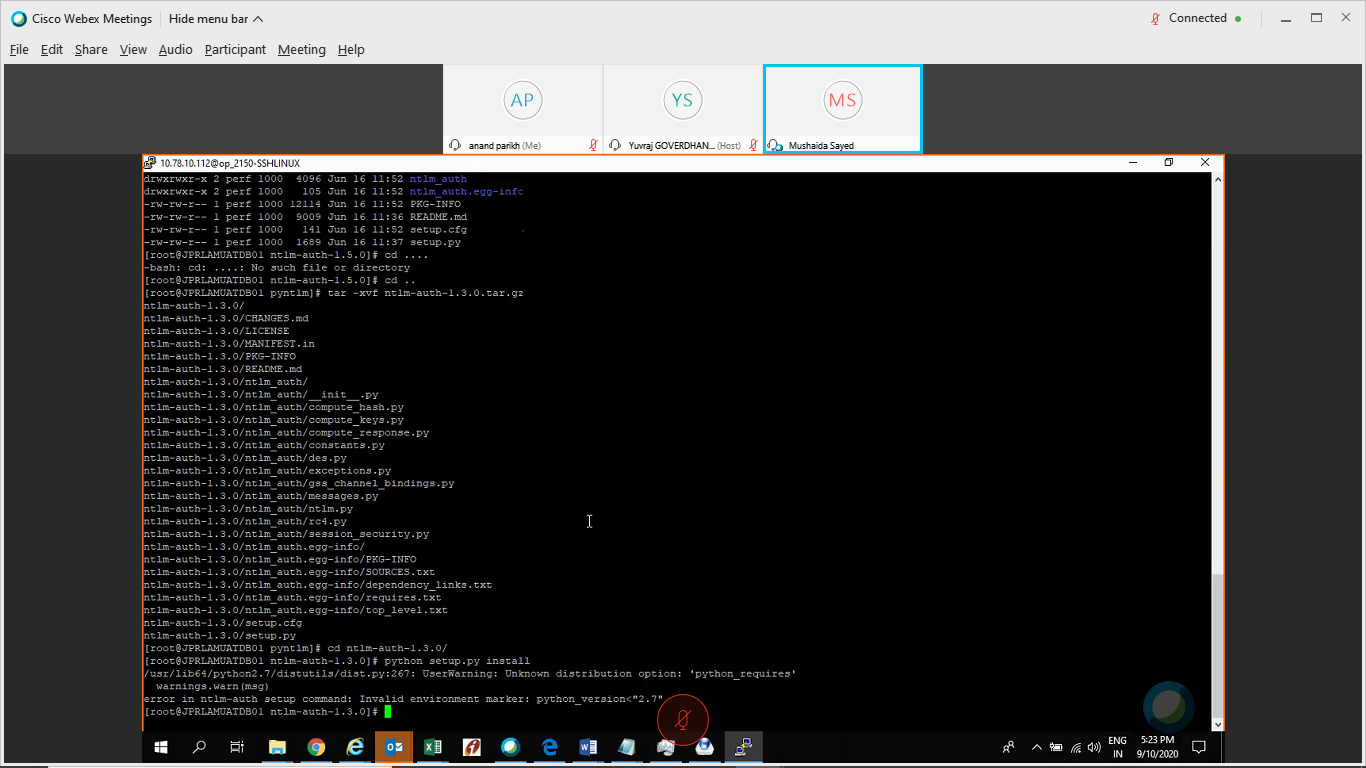 Cisco Webex Meetings Hide menu bar Connected
File Edit Share View Audio Participant Meeting Help
AP YS MS
anand parikh (Me) Yuvraj GOVERDHAN... (Host) Mushaida Sayed
10.78.10.112@op_2150-SSHLINUX
drwxrwxr-x 2 perf 1000 4096 Jun 16 11:52 ntlm_auth
drwxrwxr-x 2 perf 1000 105 Jun 16 11:52 ntlm_auth.egg-info
-rw-rw-r-- 1 perf 1000 12114 Jun 16 11:52 PKG-INFO
-rw-rw-r-- 1 perf 1000 9009 Jun 16 11:36 README.md
-rw-rw-r-- 1 perf 1000 141 Jun 16 11:52 setup.cfg
-rw-rw-r-- 1 perf 1000 1689 Jun 16 11:37 setup.py
[root@JPRLAMUATDB01 ntlm-auth-1.5.0]# cd ....
-bash: cd: ....: No such file or directory
[root@JPRLAMUATDB01 ntlm-auth-1.5.0]# cd ..
[root@JPRLAMUATDB01 pyntlm]# tar -xvf ntlm-auth-1.3.0.tar.gz
ntlm-auth-1.3.0/
ntlm-auth-1.3.0/CHANGES.md
ntlm-auth-1.3.0/LICENSE
ntlm-auth-1.3.0/MANIFEST.in
ntlm-auth-1.3.0/PKG-INFO
ntlm-auth-1.3.0/README.md
ntlm-auth-1.3.0/ntlm_auth/
ntlm-auth-1.3.0/ntlm_auth/__init__.py
ntlm-auth-1.3.0/ntlm_auth/compute_hash.py
ntlm-auth-1.3.0/ntlm_auth/compute_keys.py
ntlm-auth-1.3.0/ntlm_auth/compute_response.py
ntlm-auth-1.3.0/ntlm_auth/constants.py
ntlm-auth-1.3.0/ntlm_auth/des.py
ntlm-auth-1.3.0/ntlm_auth/exceptions.py
ntlm-auth-1.3.0/ntlm_auth/gss_channel_bindings.py
ntlm-auth-1.3.0/ntlm_auth/messages.py
ntlm-auth-1.3.0/ntlm_auth/ntlm.py
ntlm-auth-1.3.0/ntlm_auth/rc4.py
ntlm-auth-1.3.0/ntlm_auth/session_security.py
ntlm-auth-1.3.0/ntlm_auth.egg-info/
ntlm-auth-1.3.0/ntlm_auth.egg-info/PKG-INFO
ntlm-auth-1.3.0/ntlm_auth.egg-info/SOURCES.txt
ntlm-auth-1.3.0/ntlm_auth.egg-info/dependency_links.txt
ntlm-auth-1.3.0/ntlm_auth.egg-info/requires.txt
ntlm-auth-1.3.0/ntlm_auth.egg-info/top_level.txt
ntlm-auth-1.3.0/setup.cfg
ntlm-auth-1.3.0/setup.py
[root@JPRLAMUATDB01 pyntlm]# cd ntlm-auth-1.3.0/
[root@JPRLAMUATDB01 ntlm-auth-1.3.0]# python setup.py install
/usr/lib64/python2.7/distutils/dist.py:267: UserWarning: Unknown distribution option: 'python_requires'
warnings.warn(msg)
error in ntlm-auth setup command: Invalid environment marker: python_version<"2.7"
[root@JPRLAMUATDB01 ntlm-auth-1.3.0]#
ENG 5:23 PM
IN 9/10/2020